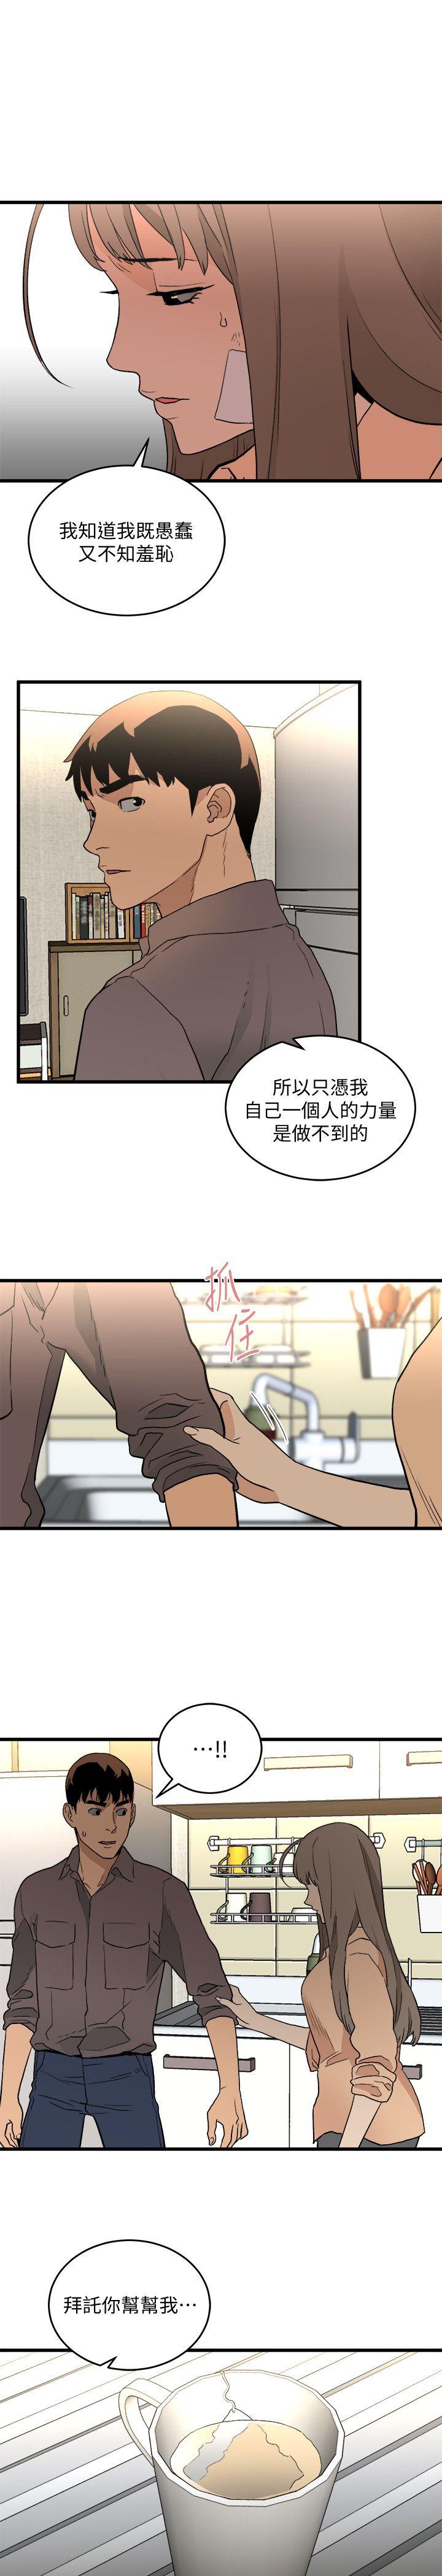 我知道我既愚蠢
又不知羞恥
所以只憑我
自己一個人的力量
是做不到的
抓住
…!!
拜託你幫幫我…